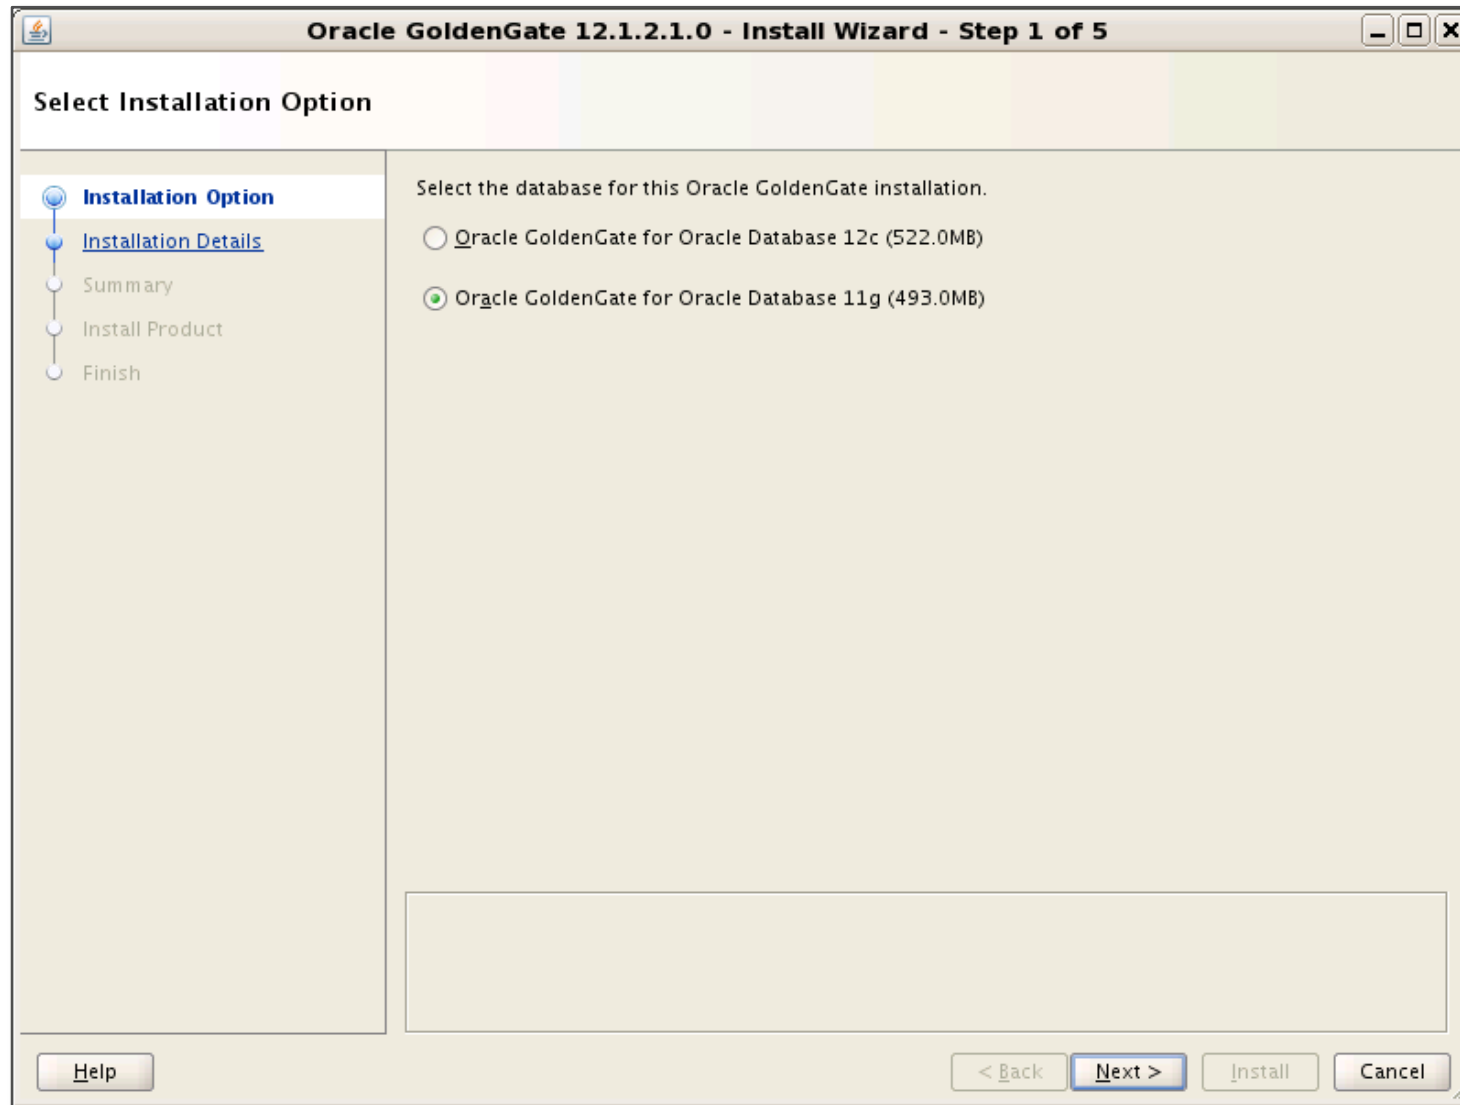 Oracle GoldenGate 12.1.2.1.0 - Install Wizard - Step 1 of 5
Select Installation Option
Installation Option
Installation Details
Summary
Install Product
Finish
Select the database for this Oracle GoldenGate installation.
Oracle GoldenGate for Oracle Database 12c (522.0MB)
Oracle GoldenGate for Oracle Database 11g (493.0MB)
Help
< Back
Next >
Install
Cancel